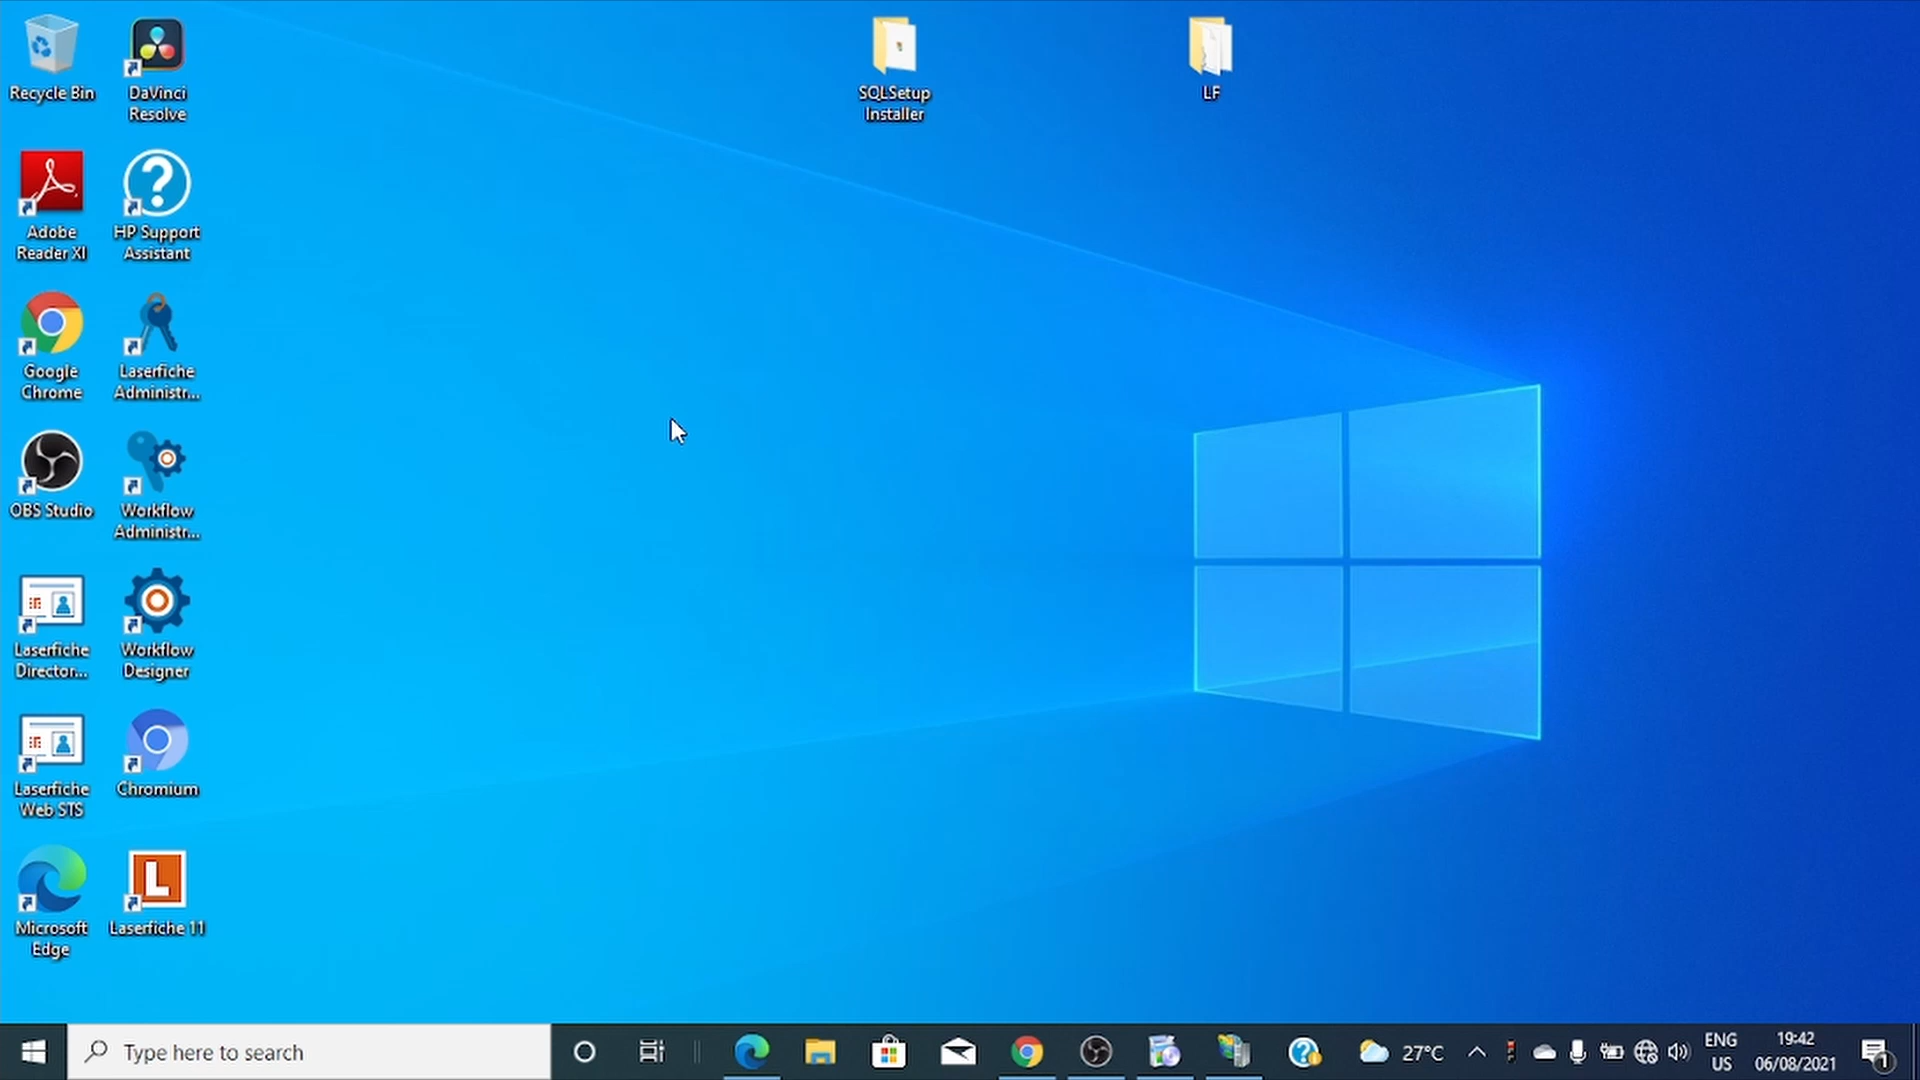 Recycle Bin
DaVinci
Resolve
SQLSetup
Installer
LF
Adobe
Reader XI
HP Support
Assistant
Google
Chrome
Laserfiche
Administr...
OBS Studio
Workflow
Administr...
Laserfiche
Director...
Workflow
Designer
Laserfiche
Web STS
Chromium
Microsoft
Edge
Laserfiche 11
Type here to search
27°C
ENG
US
19:42
06/08/2021
1